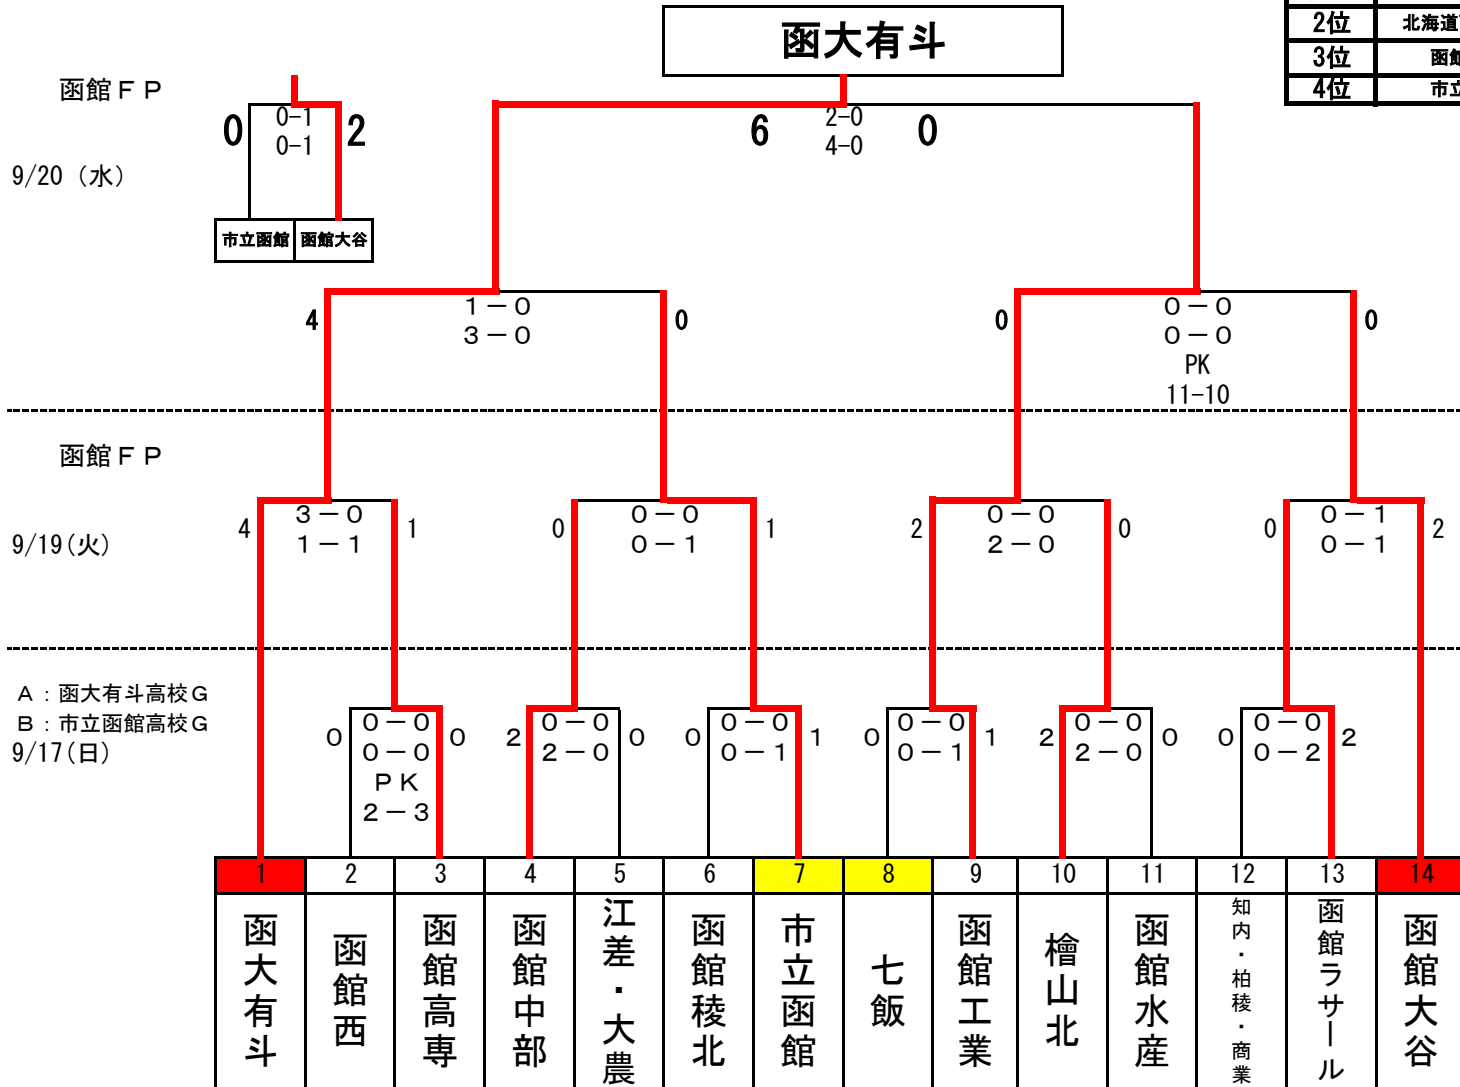 函大有斗
2位 北海道
3位 函館
4位 市立
函館ＦＰ
0 0-1 2
0-1
6 2-0 0
4-0
9/20（水）
市立函館 函館大谷
4 １－０ 0
３－０
0 ０－０ 0
０－０
PK
11-10
函館ＦＰ
9/19(火)
4 ３－０ 1
１－１
0 ０－０ 1
０－１
2 ０－０ 0
２－０
0 ０－１ 2
０－１
Ａ：函大有斗高校Ｇ
Ｂ：市立函館高校Ｇ
9/17(日)
0 ０－０ 0
０－０
ＰＫ
２－３
2 ０－０ 0
２－０
0 ０－０ 1
０－１
0 ０－０ 1
０－１
2 ０－０ 0
２－０
0 ０－０ 2
０－２
1 2 3 4 5 6 7 8 9 10 11 12 13 14
函大有斗
函館西
函館高専
函館中部
江差・大農
函館稜北
市立函館
七飯
函館工業
檜山北
函館水産
知内・柏稜・商業
函館ラサール
函館大谷